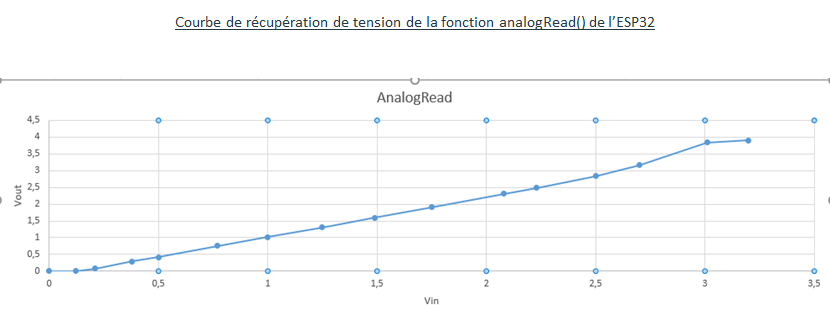 Courbe de récupération de tension de la fonction analogRead() de l'ESP32
AnalogRead
4,5
4
3,5
3
2,5
2
1,5
1
0,5
0
Vout
0 0,5 1 1,5 2 2,5 3 3,5
Vin